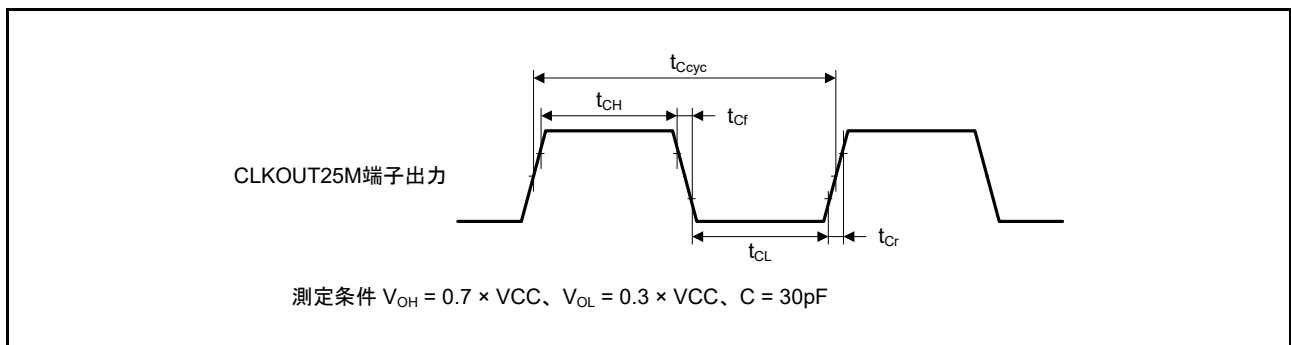 tCcyc
tCH
tCf
CLKOUT25M端子出力
tCL
tCr
測定条件 VOH = 0.7 × VCC、VOL = 0.3 × VCC、C = 30pF